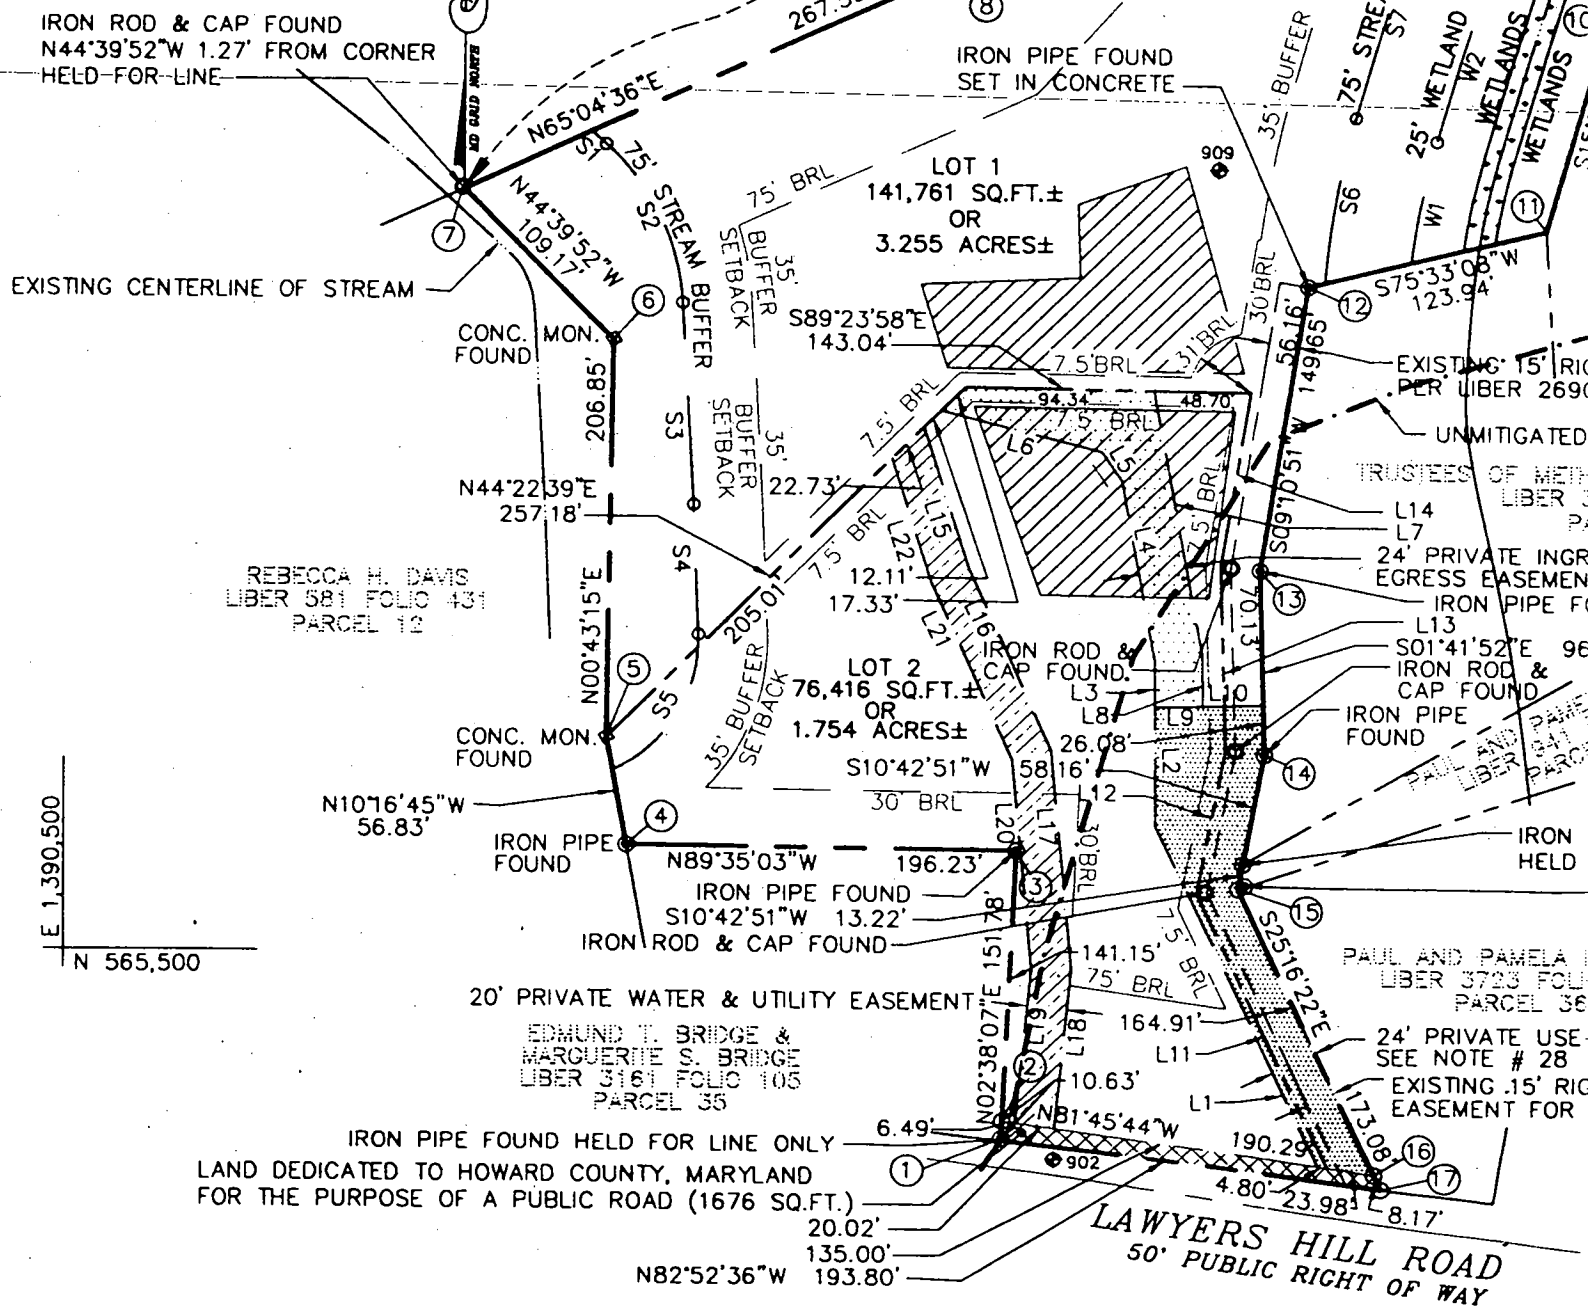 IRON ROD & CAP FOUND
N44°39'52"W 1.27' FROM CORNER
HELD FOR LINE
MD GRID NORTH
N65°04'36"E
8
IRON PIPE FOUND
SET IN CONCRETE
35' BUFFER
75' STREA
S7
25' WETLAND
W2
WETLANDS
WETLANDS
10
S1
75' STREAM BUFFER
S2
75' BRL
LOT 1
141,761 SQ.FT.±
OR
3.255 ACRES±
909
S6
W1
11
7
N44°39'52"W
109.17'
EXISTING CENTERLINE OF STREAM
6
CONC. MON.
FOUND
35'
BUFFER
SETBACK
S89°23'58"E
143.04'
30' BRL
12
S75°33'08"W
123.94'
56.16'
149.65'
31' BRL
7.5' BRL
EXISTING 15' RIG
PER LIBER 2690
94.34'
48.70'
7.5' BRL
7.5' BRL
206.85'
S3
35'
BUFFER
SETBACK
L6
L5
UNMITIGATED
TRUSTEES OF METH
LIBER 3
PA
N44°22'39"E
257.18'
22.73'
7.5' BRL
7.5' BRL
L15
L22
L14
L7
S09°10'51"W
S4
12.11'
17.33'
L4
24' PRIVATE INGR
EGRESS EASEMEN
13
IRON PIPE FO
REBECCA H. DAVIS
LIBER 581 FOLIO 431
PARCEL 12
205.01'
L21
L16
70.13'
L13
S01°41'52"E 96
IRON ROD &
CAP FOUND
IRON ROD &
CAP FOUND
N00°43'15"E
5
S5
LOT 2
76,416 SQ.FT.±
OR
1.754 ACRES±
L3
L8
L10
L9
26.08'
IRON PIPE
FOUND
PAUL AND PAME
LIBER 941
PARCE
CONC. MON.
FOUND
35' BUFFER
SETBACK
S10°42'51"W 58.16'
L2
L12
14
30' BRL
30' BRL
N10°16'45"W
56.83'
4
IRON PIPE
FOUND
L20
L17
N89°35'03"W 196.23'
IRON
HELD
E 1,390,500
N 565,500
IRON PIPE FOUND
3
S10°42'51"W 13.22'
IRON ROD & CAP FOUND
15
7.5' BRL
S25°16'22"E
151.78'
141.15'
75' BRL
PAUL AND PAMELA
LIBER 3723 FOLI
PARCEL 36
20' PRIVATE WATER & UTILITY EASEMENT
164.91'
L19
L18
L11
EDMUND T. BRIDGE &
MARGUERITE S. BRIDGE
LIBER 3161 FOLIO 105
PARCEL 35
N02°38'07"E
2
10.63'
L1
24' PRIVATE USE
SEE NOTE # 28
EXISTING 15' RIG
EASEMENT FOR
6.49'
N81°45'44"W
190.29'
173.08'
IRON PIPE FOUND HELD FOR LINE ONLY
1
902
16
17
LAND DEDICATED TO HOWARD COUNTY, MARYLAND
FOR THE PURPOSE OF A PUBLIC ROAD (1676 SQ.FT.)
4.80'
23.98'
8.17'
20.02'
135.00'
N82°52'36"W 193.80'
LAWYERS HILL ROAD
50' PUBLIC RIGHT OF WAY